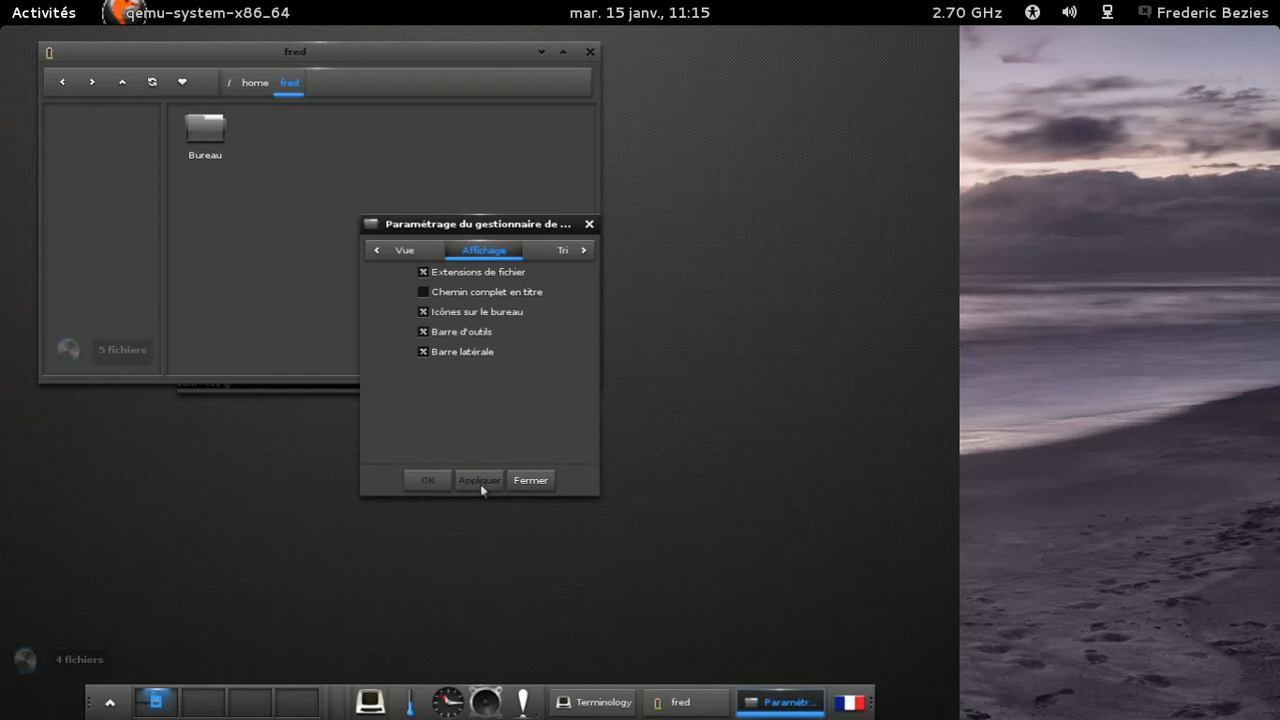 Activités
qemu-system-x86_64
mar. 15 janv., 11:15
2.70 GHz
Frederic Bezies
fred
/ home fred
Bureau
5 fichiers
Paramétrage du gestionnaire de ...
Vue Affichage Tri
Extensions de fichier
Chemin complet en titre
Icônes sur le bureau
Barre d'outils
Barre latérale
OK Appliquer Fermer
4 fichiers
Terminology
fred
Paramétr...